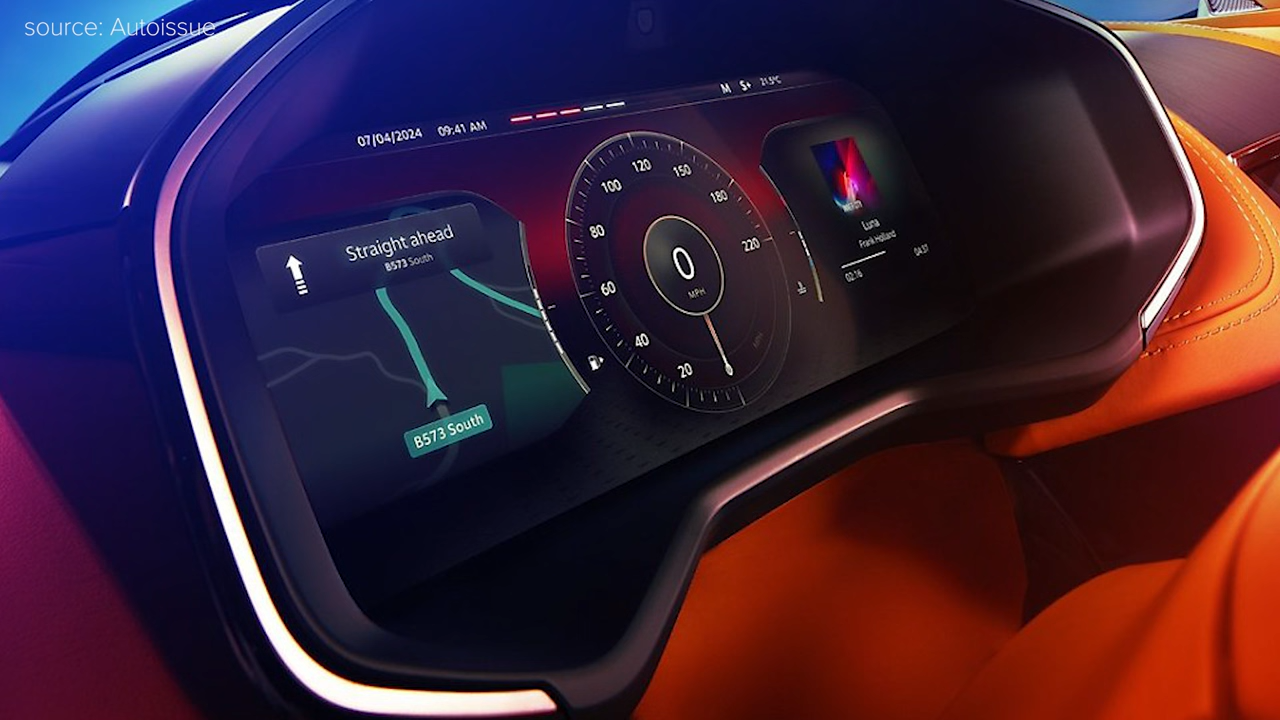 source: Autoissue
07/04/2024 09:41 AM
M S+ 21.5°C
Straight ahead
B573 South
B573 South
120
100
150
80
180
60
220
40
20
0
MPH
Luna
Frank Holland
02:16
04:37